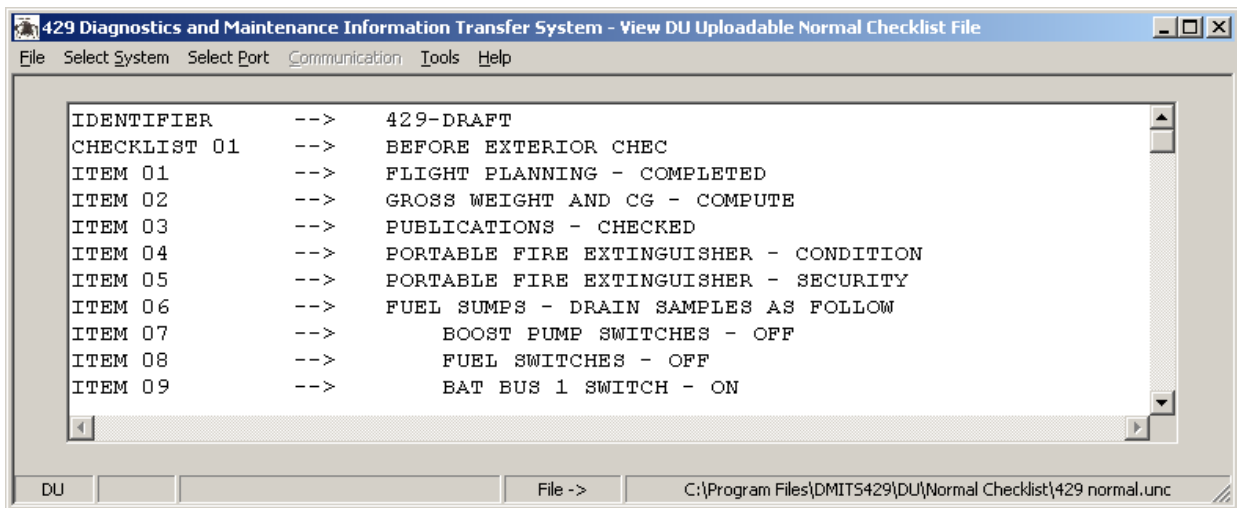 429 Diagnostics and Maintenance Information Transfer System - View DU Uploadable Normal Checklist File
File Select System Select Port Communication Tools Help
IDENTIFIER --> 429-DRAFT
CHECKLIST 01 --> BEFORE EXTERIOR CHEC
ITEM 01 --> FLIGHT PLANNING - COMPLETED
ITEM 02 --> GROSS WEIGHT AND CG - COMPUTE
ITEM 03 --> PUBLICATIONS - CHECKED
ITEM 04 --> PORTABLE FIRE EXTINGUISHER - CONDITION
ITEM 05 --> PORTABLE FIRE EXTINGUISHER - SECURITY
ITEM 06 --> FUEL SUMPS - DRAIN SAMPLES AS FOLLOW
ITEM 07 --> BOOST PUMP SWITCHES - OFF
ITEM 08 --> FUEL SWITCHES - OFF
ITEM 09 --> BAT BUS 1 SWITCH - ON
DU File -> C:\Program Files\DMITS429\DU\Normal Checklist\429 normal.unc